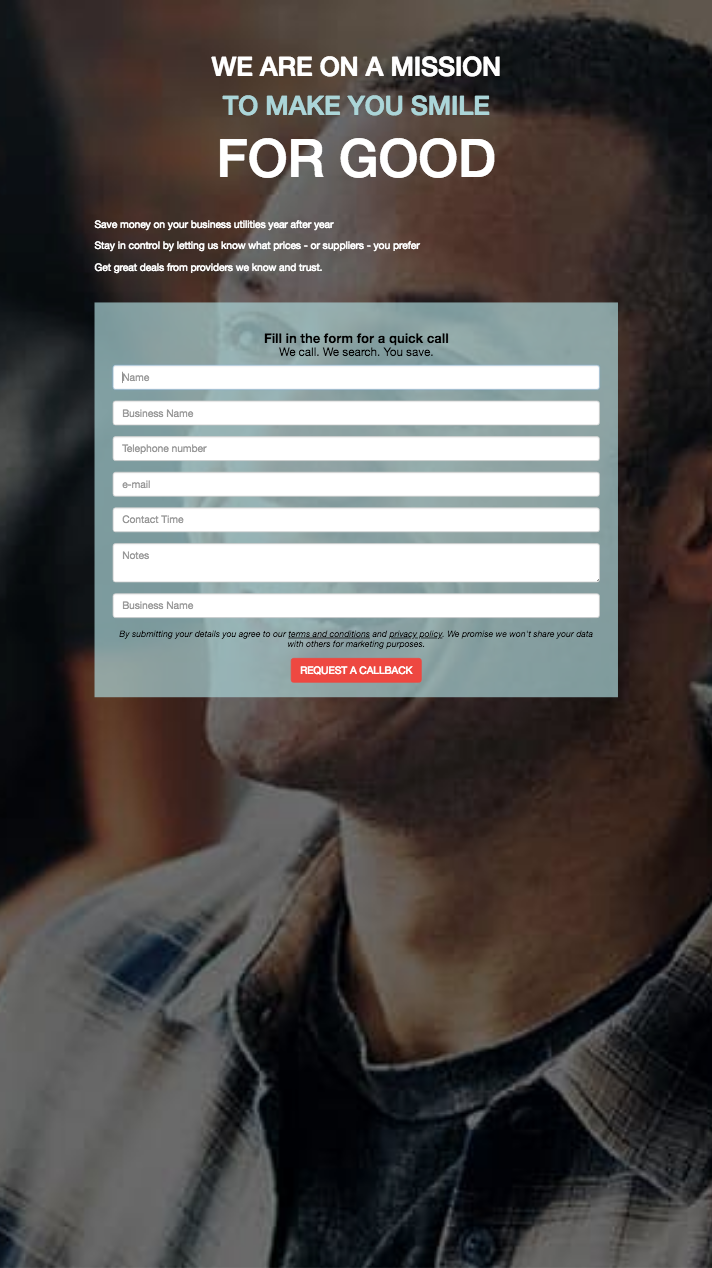 WE ARE ON A MISSION
TO MAKE YOU SMILE
FOR GOOD
Save money on your business utilities year after year
Stay in control by letting us know what prices - or suppliers - you prefer
Get great deals from providers we know and trust.
Fill in the form for a quick call
We call. We search. You save.
Name
Business Name
Telephone number
e-mail
Contact Time
Notes
Business Name
By submitting your details you agree to our terms and conditions and privacy policy. We promise we won't share your data
with others for marketing purposes.
REQUEST A CALLBACK